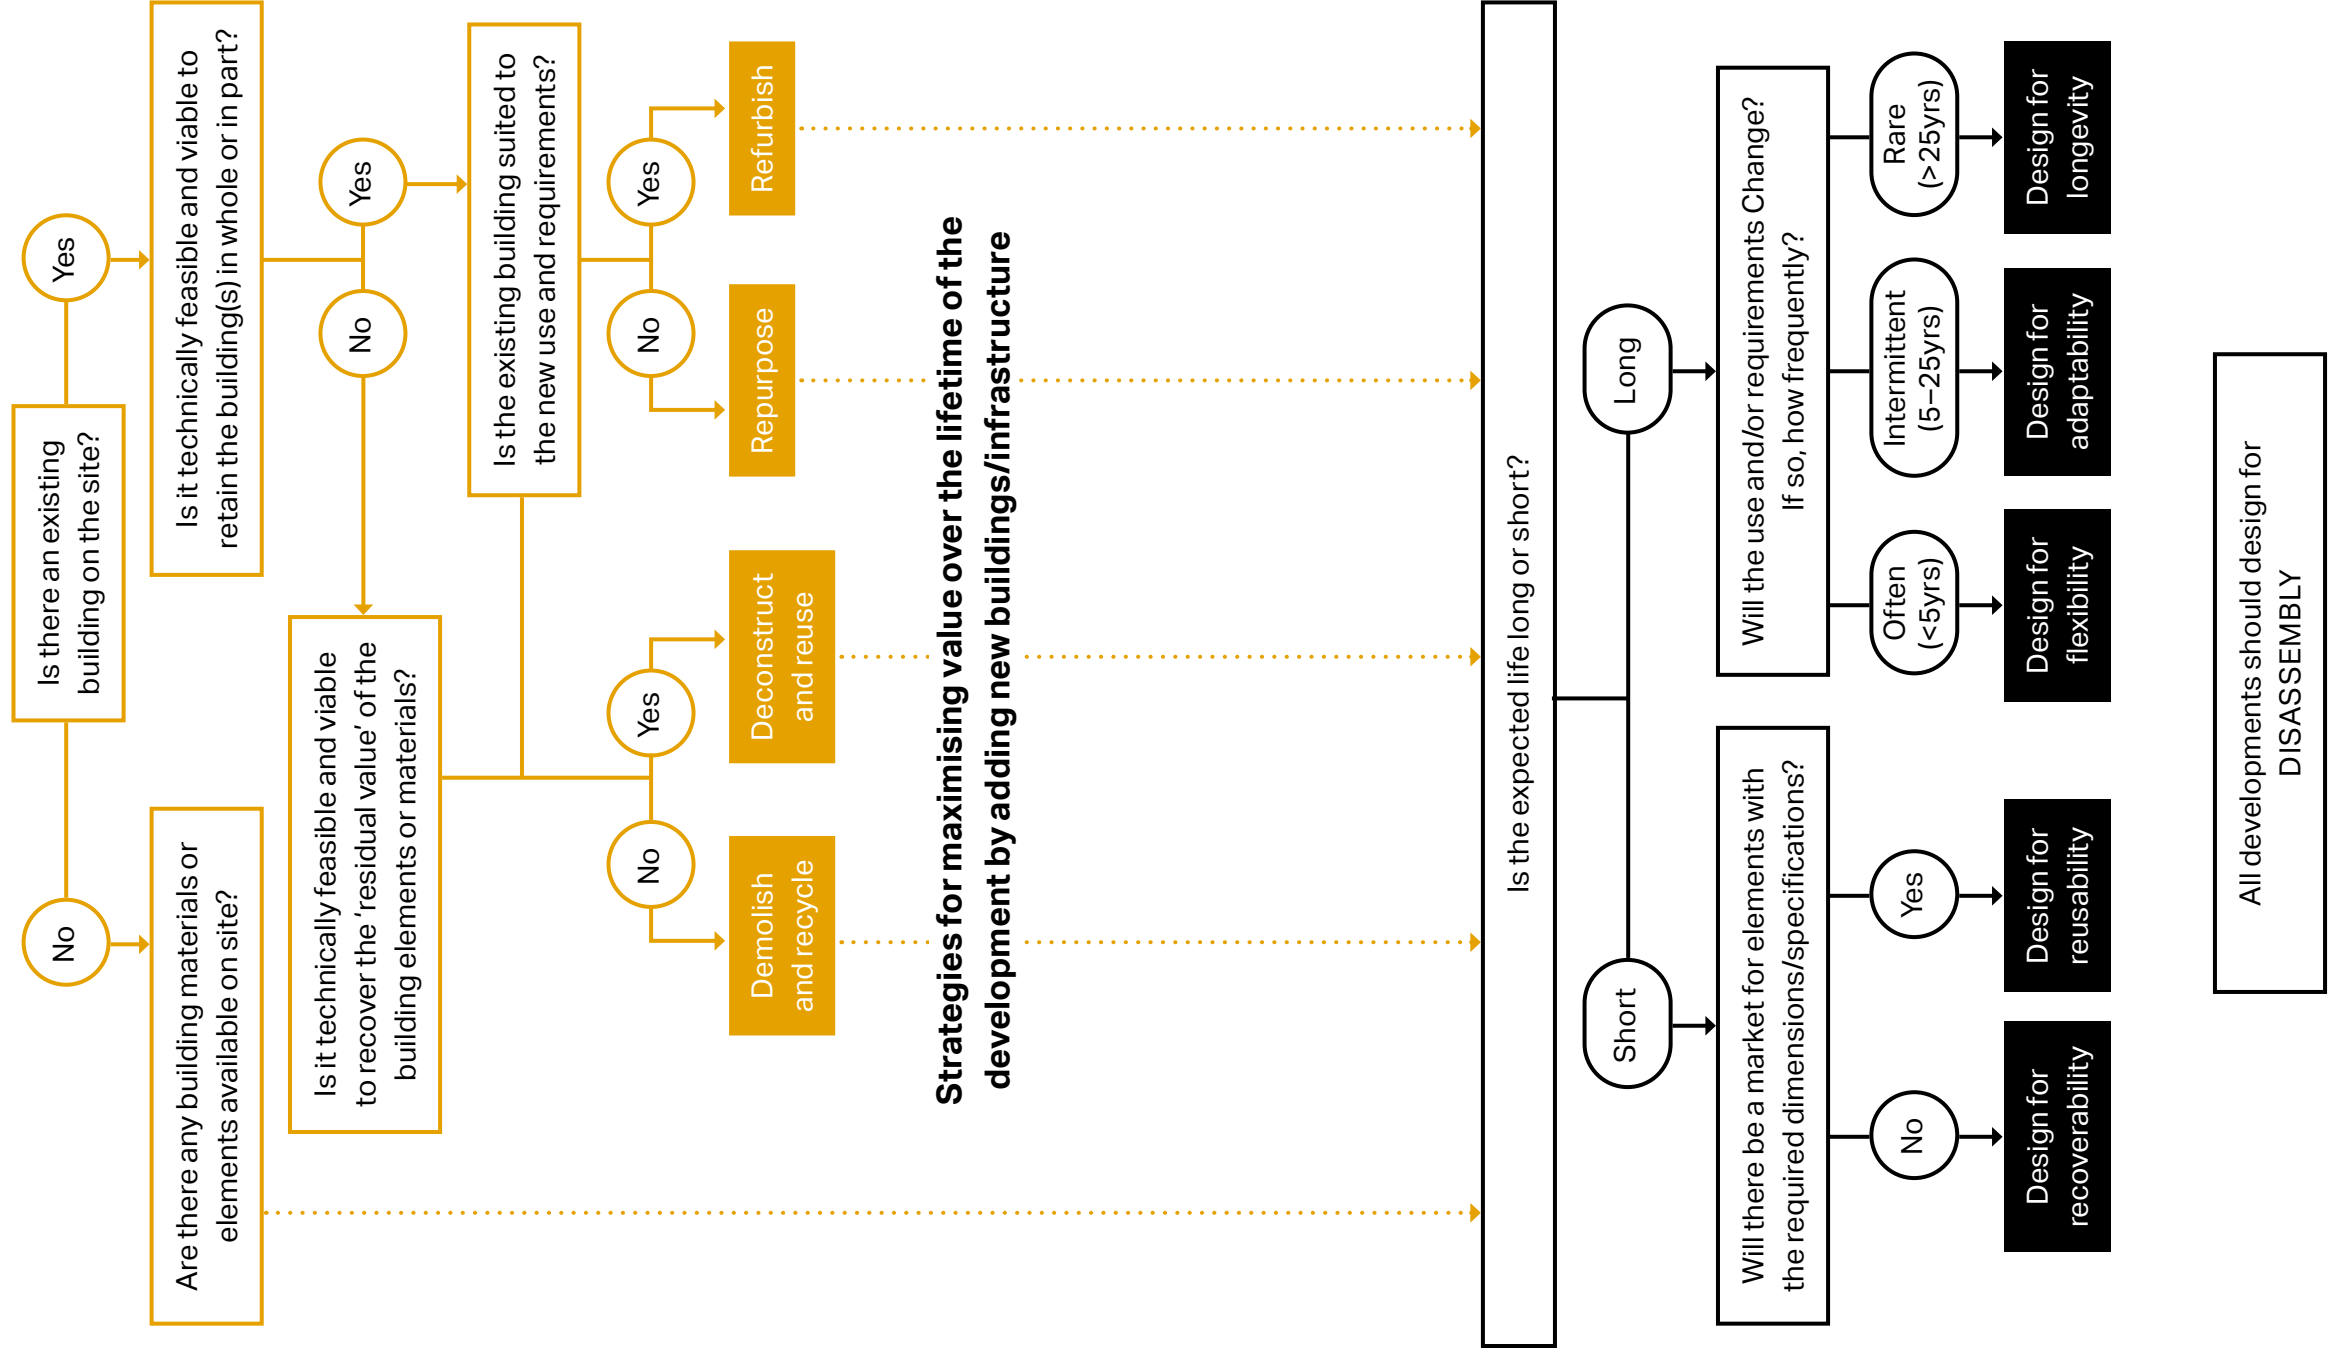 Is there an existing
building on the site?
No
Yes
Are there any building materials or
elements available on site?
Is it technically feasible and viable to
retain the building(s) in whole or in part?
No
Yes
Is it technically feasible and viable
to recover the ‘residual value’ of the
building elements or materials?
Is the existing building suited to
the new use and requirements?
No
Yes
No
Yes
Demolish
and recycle
Deconstruct
and reuse
Repurpose
Refurbish
Strategies for maximising value over the lifetime of the
development by adding new buildings/infrastructure
Is the expected life long or short?
Short
Long
Will there be a market for elements with
the required dimensions/specifications?
Will the use and/or requirements Change?
If so, how frequently?
No
Yes
Often
(<5yrs)
Intermittent
(5–25yrs)
Rare
(>25yrs)
Design for
recoverability
Design for
reusability
Design for
flexibility
Design for
adaptability
Design for
longevity
All developments should design for
DISASSEMBLY